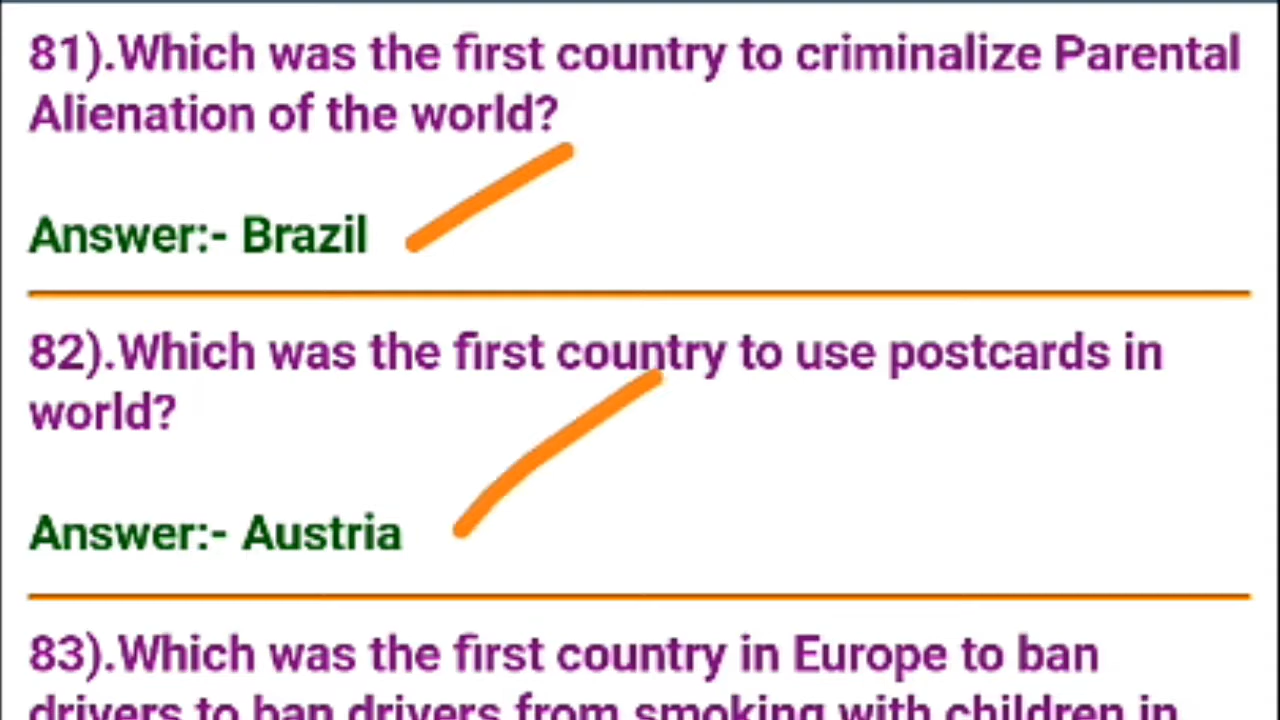 81).Which was the first country to criminalize Parental
Alienation of the world?
Answer:- Brazil
82).Which was the first country to use postcards in
world?
Answer:- Austria
83).Which was the first country in Europe to ban
drivers to ban drivers from smoking with children in